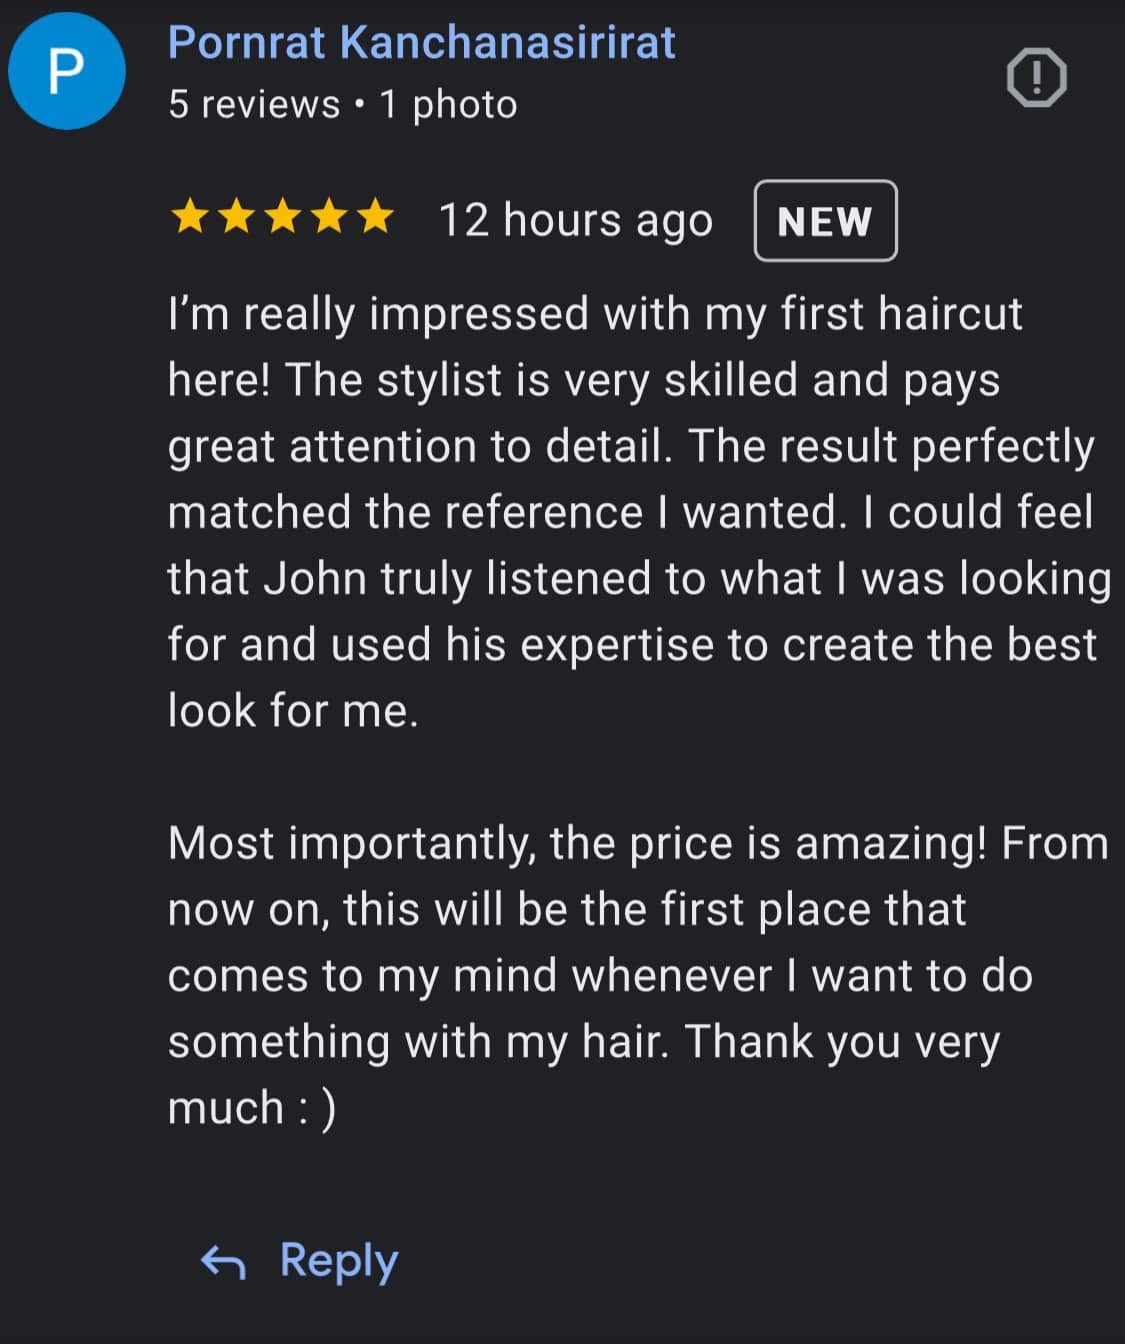 P
Pornrat Kanchanasirirat
5 reviews • 1 photo
12 hours ago
NEW
I’m really impressed with my first haircut
here! The stylist is very skilled and pays
great attention to detail. The result perfectly
matched the reference I wanted. I could feel
that John truly listened to what I was looking
for and used his expertise to create the best
look for me.
Most importantly, the price is amazing! From
now on, this will be the first place that
comes to my mind whenever I want to do
something with my hair. Thank you very
much : )
Reply